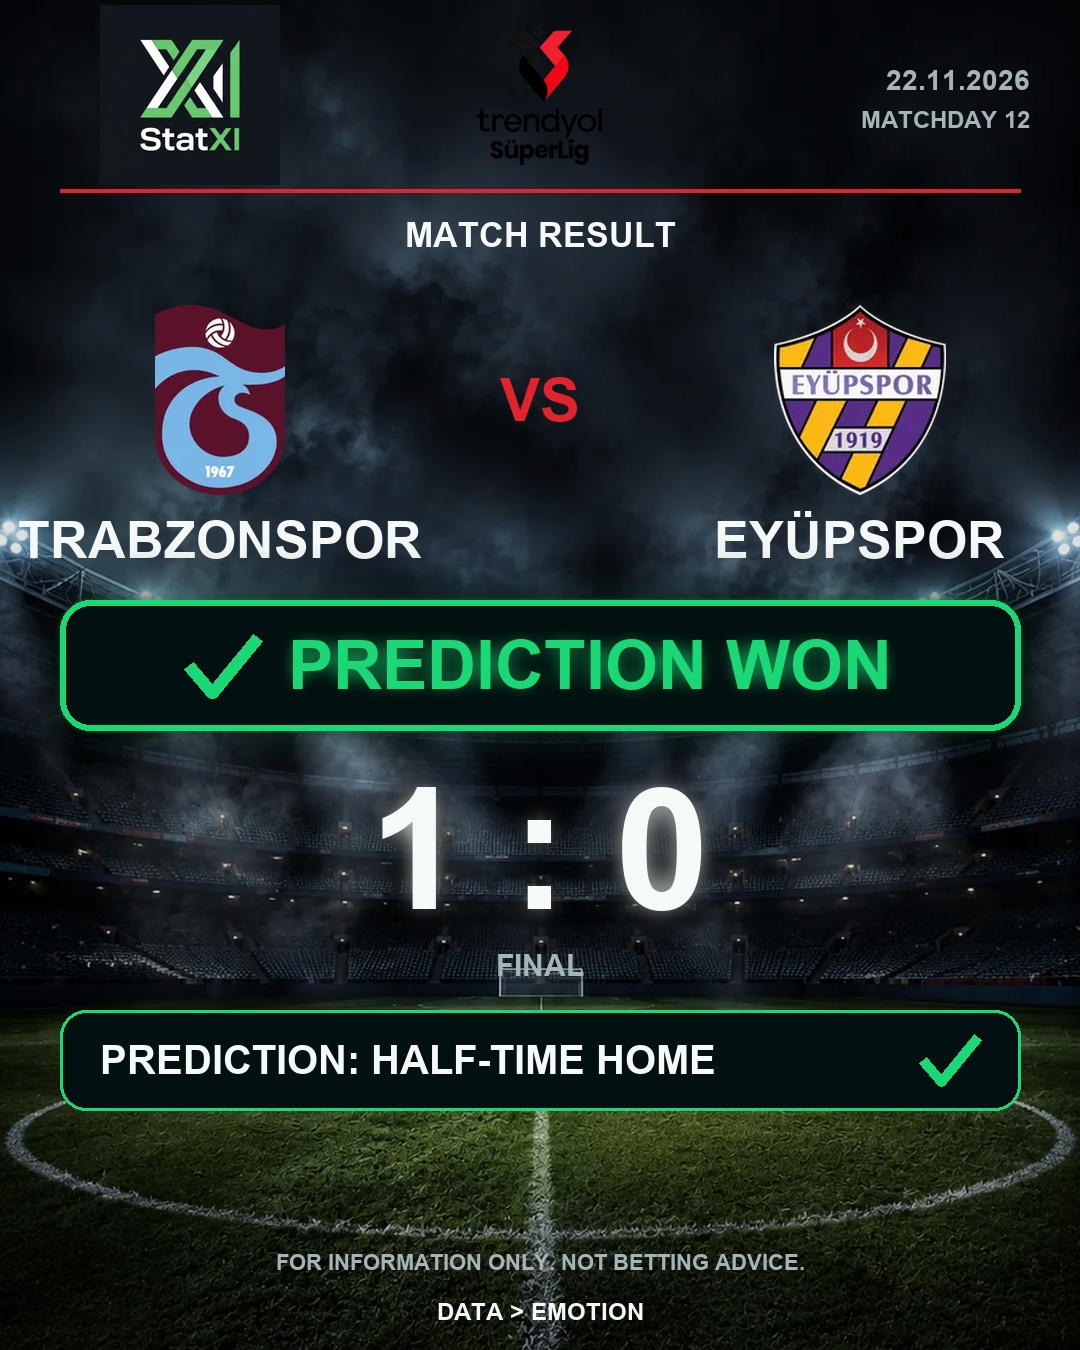 StatXI
trendyol
SüperLig
22.11.2026
MATCHDAY 12
MATCH RESULT
1967
VS
EYÜPSPOR
1919
TRABZONSPOR
EYÜPSPOR
PREDICTION WON
1 : 0
FINAL
PREDICTION: HALF-TIME HOME
FOR INFORMATION ONLY. NOT BETTING ADVICE.
DATA > EMOTION